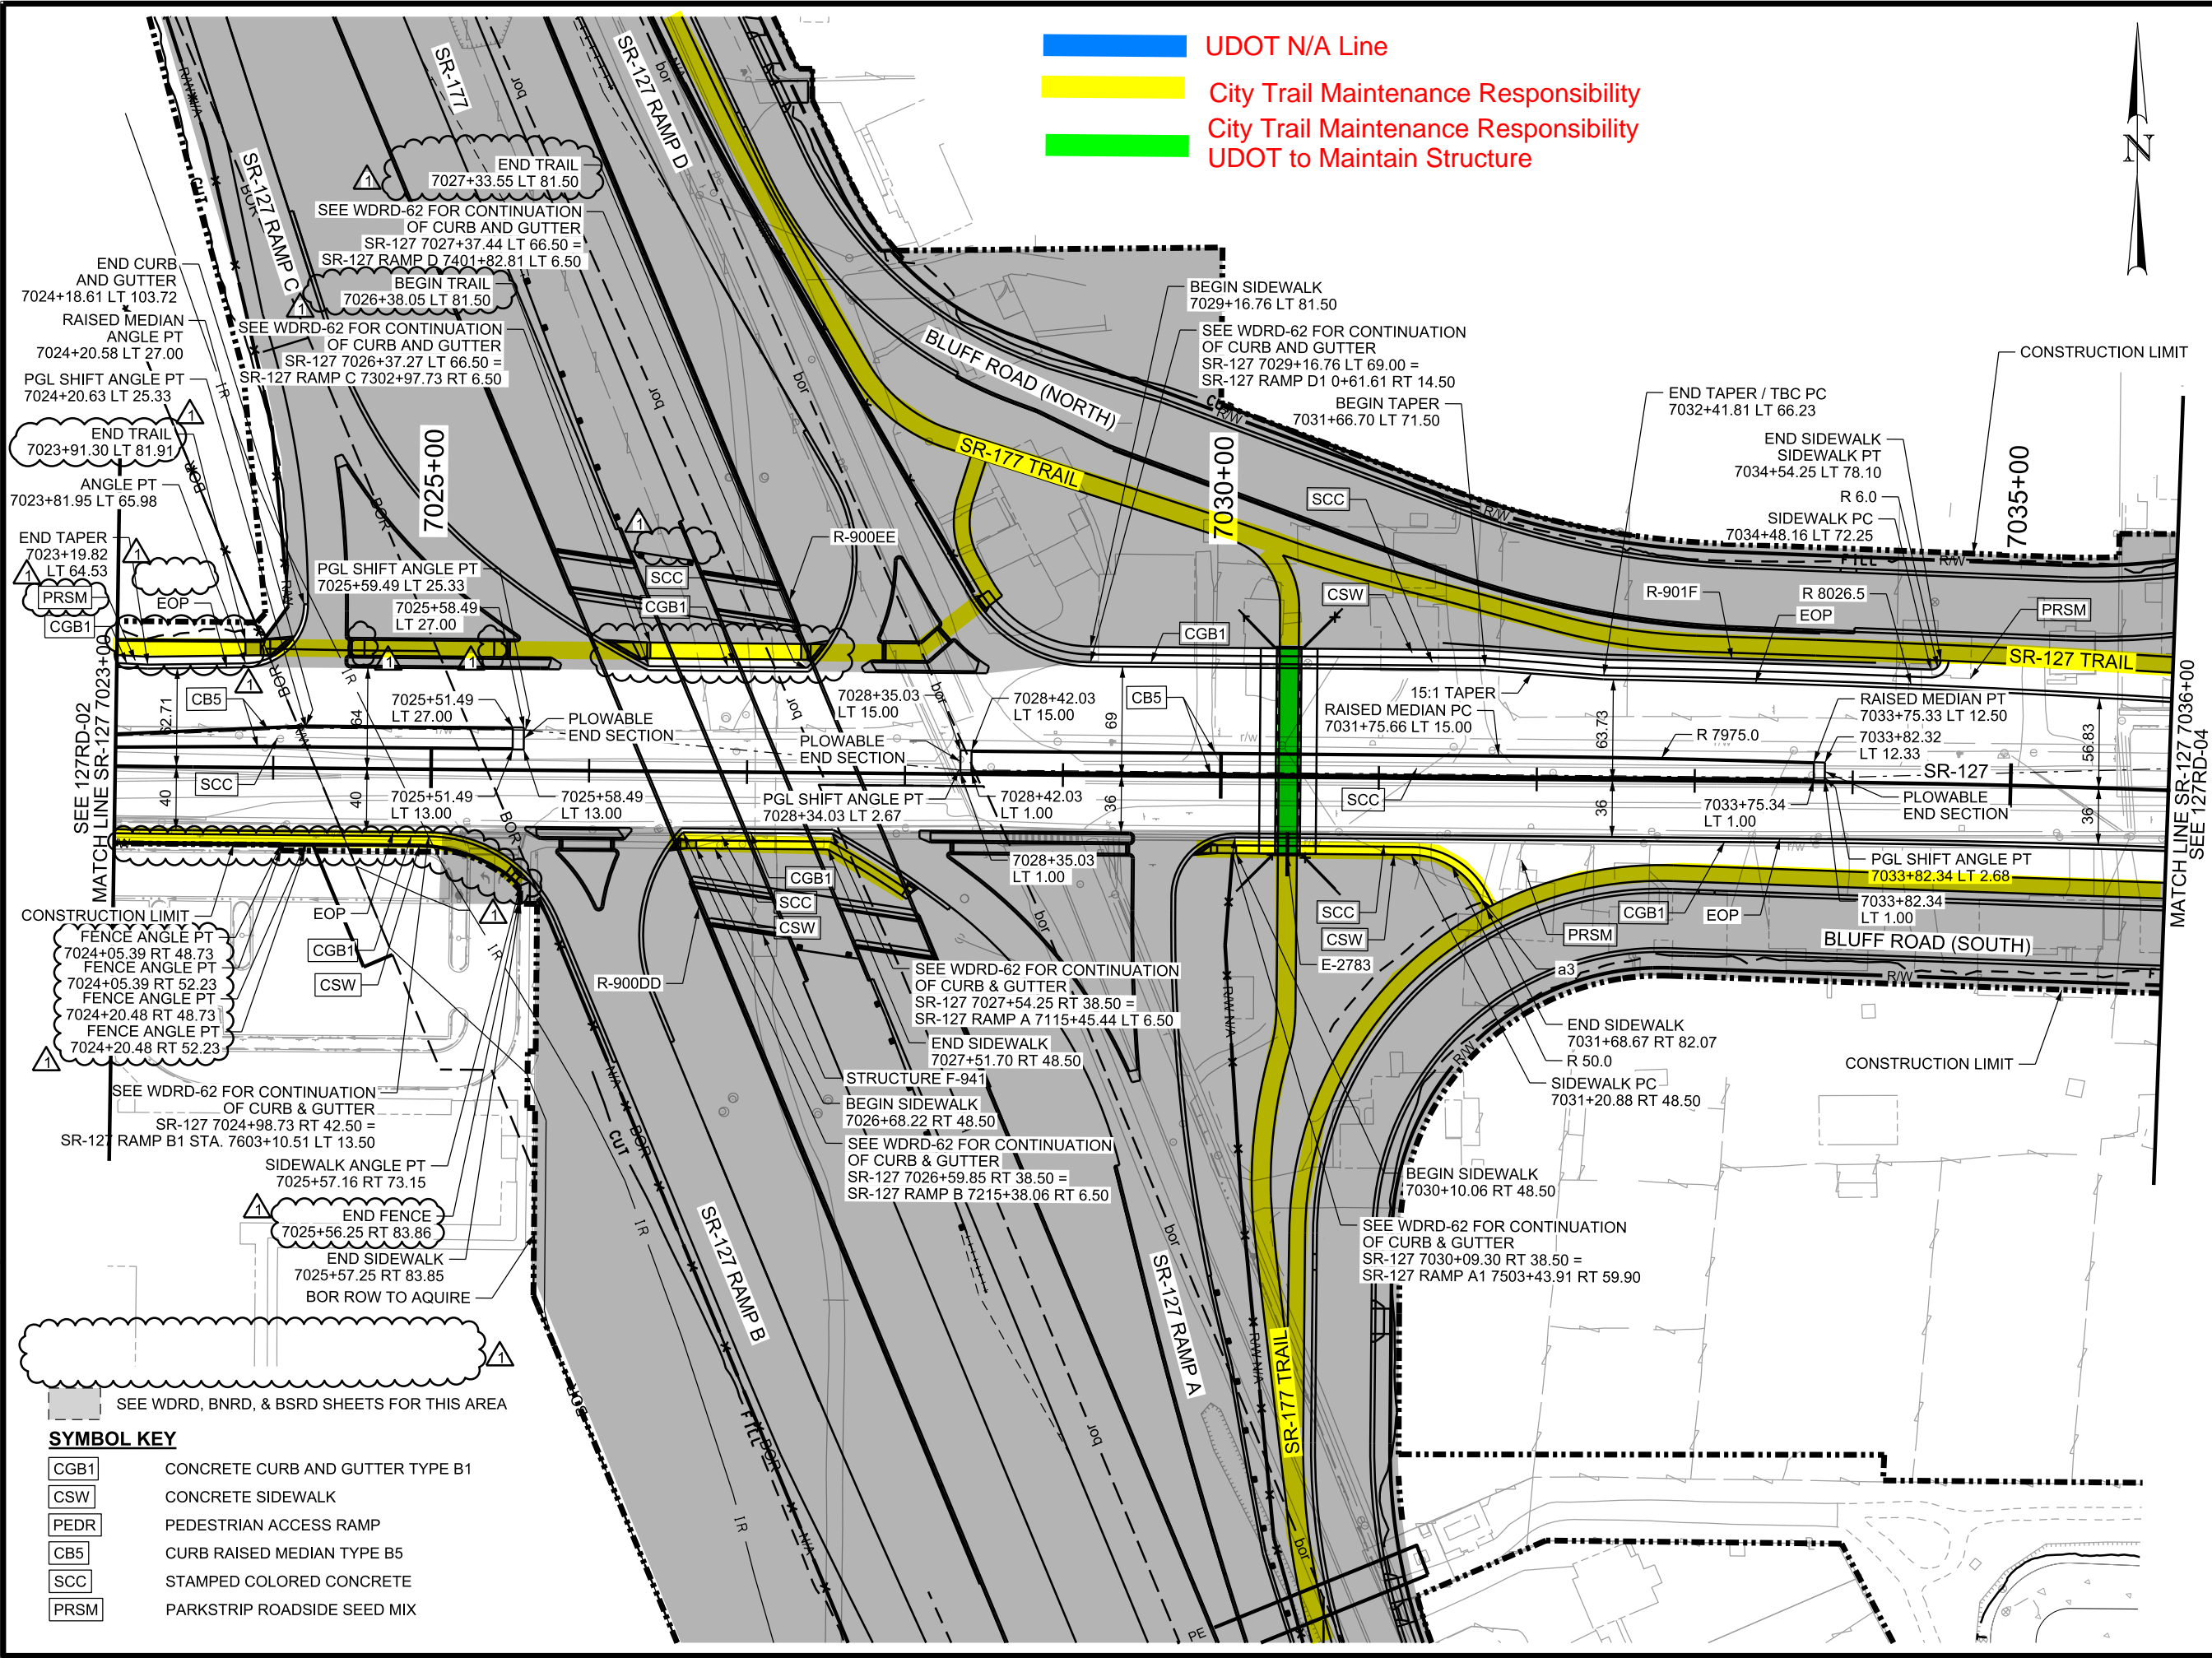 UDOT N/A Line
City Trail Maintenance Responsibility
City Trail Maintenance Responsibility
UDOT to Maintain Structure
N
SR-177
SR-127 RAMP D
SR-127 RAMP C
END TRAIL
7027+33.55 LT 81.50
SEE WDRD-62 FOR CONTINUATION
OF CURB AND GUTTER
SR-127 7027+37.44 LT 66.50 =
SR-127 RAMP D 7401+82.81 LT 6.50
BEGIN TRAIL
7026+38.05 LT 81.50
SEE WDRD-62 FOR CONTINUATION
OF CURB AND GUTTER
SR-127 7026+37.27 LT 66.50 =
SR-127 RAMP C 7302+97.73 RT 6.50
END CURB
AND GUTTER
7024+18.61 LT 103.72
RAISED MEDIAN
ANGLE PT
7024+20.58 LT 27.00
PGL SHIFT ANGLE PT
7024+20.63 LT 25.33
END TRAIL
7023+91.30 LT 81.91
ANGLE PT
7023+81.95 LT 65.98
END TAPER
7023+19.82
LT 64.53
PRSM
CGB1
EOP
7025+00
PGL SHIFT ANGLE PT
7025+59.49 LT 25.33
7025+58.49
LT 27.00
SCC
CGB1
R-900EE
BLUFF ROAD (NORTH)
SR-177 TRAIL
7030+00
BEGIN SIDEWALK
7029+16.76 LT 81.50
SEE WDRD-62 FOR CONTINUATION
OF CURB AND GUTTER
SR-127 7029+16.76 LT 69.00 =
SR-127 RAMP D1 0+61.61 RT 14.50
BEGIN TAPER
7031+66.70 LT 71.50
END TAPER / TBC PC
7032+41.81 LT 66.23
CONSTRUCTION LIMIT
END SIDEWALK
SIDEWALK PT
7034+54.25 LT 78.10
R 6.0
SIDEWALK PC
7034+48.16 LT 72.25
7035+00
SCC
CSW
CGB1
R-901F
R 8026.5
EOP
PRSM
SR-127 TRAIL
SEE 127RD-02
MATCH LINE SR-127 7023+00
CB5
62.71
40
SCC
64
40
7025+51.49
LT 27.00
PLOWABLE
END SECTION
7025+51.49
LT 13.00
7025+58.49
LT 13.00
7028+35.03
LT 15.00
PLOWABLE
END SECTION
7028+42.03
LT 15.00
PGL SHIFT ANGLE PT
7028+34.03 LT 2.67
7028+42.03
LT 1.00
7028+35.03
LT 1.00
69
36
CB5
15:1 TAPER
RAISED MEDIAN PC
7031+75.66 LT 15.00
63.73
36
SCC
R 7975.0
RAISED MEDIAN PT
7033+75.33 LT 12.50
7033+82.32
LT 12.33
SR-127
7033+75.34
LT 1.00
PLOWABLE
END SECTION
56.83
36
PGL SHIFT ANGLE PT
7033+82.34 LT 2.68
7033+82.34
LT 1.00
MATCH LINE SR-127 7036+00
SEE 127RD-04
CONSTRUCTION LIMIT
FENCE ANGLE PT
7024+05.39 RT 48.73
FENCE ANGLE PT
7024+05.39 RT 52.23
FENCE ANGLE PT
7024+20.48 RT 48.73
FENCE ANGLE PT
7024+20.48 RT 52.23
EOP
CGB1
CSW
SEE WDRD-62 FOR CONTINUATION
OF CURB & GUTTER
SR-127 7024+98.73 RT 42.50 =
SR-127 RAMP B1 STA. 7603+10.51 LT 13.50
SIDEWALK ANGLE PT
7025+57.16 RT 73.15
END FENCE
7025+56.25 RT 83.86
END SIDEWALK
7025+57.25 RT 83.85
BOR ROW TO AQUIRE
R-900DD
CGB1
SCC
CSW
SEE WDRD-62 FOR CONTINUATION
OF CURB & GUTTER
SR-127 7027+54.25 RT 38.50 =
SR-127 RAMP A 7115+45.44 LT 6.50
END SIDEWALK
7027+51.70 RT 48.50
STRUCTURE F-941
BEGIN SIDEWALK
7026+68.22 RT 48.50
SEE WDRD-62 FOR CONTINUATION
OF CURB & GUTTER
SR-127 7026+59.85 RT 38.50 =
SR-127 RAMP B 7215+38.06 RT 6.50
SR-127 RAMP B
SR-127 RAMP A
SR-177 TRAIL
SCC
CSW
E-2783
CGB1
EOP
PRSM
a3
BLUFF ROAD (SOUTH)
END SIDEWALK
7031+68.67 RT 82.07
R 50.0
SIDEWALK PC
7031+20.88 RT 48.50
CONSTRUCTION LIMIT
BEGIN SIDEWALK
7030+10.06 RT 48.50
SEE WDRD-62 FOR CONTINUATION
OF CURB & GUTTER
SR-127 7030+09.30 RT 38.50 =
SR-127 RAMP A1 7503+43.91 RT 59.90
SEE WDRD, BNRD, & BSRD SHEETS FOR THIS AREA
SYMBOL KEY
CGB1 CONCRETE CURB AND GUTTER TYPE B1
CSW CONCRETE SIDEWALK
PEDR PEDESTRIAN ACCESS RAMP
CB5 CURB RAISED MEDIAN TYPE B5
SCC STAMPED COLORED CONCRETE
PRSM PARKSTRIP ROADSIDE SEED MIX